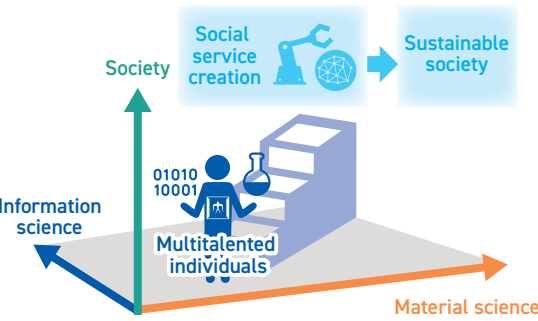 Social
service
creation
Sustainable
society
Society
01010
10001
Information
science
Multitalented
individuals
Material science